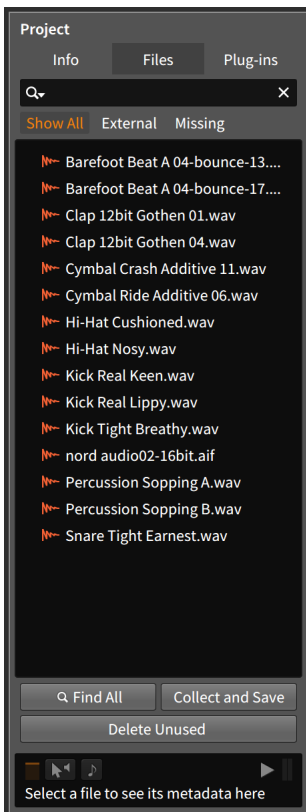 Project
Info Files Plug-ins
Show All External Missing
Barefoot Beat A 04-bounce-13....
Barefoot Beat A 04-bounce-17....
Clap 12bit Gothen 01.wav
Clap 12bit Gothen 04.wav
Cymbal Crash Additive 11.wav
Cymbal Ride Additive 06.wav
Hi-Hat Cushioned.wav
Hi-Hat Nosy.wav
Kick Real Keen.wav
Kick Real Lippy.wav
Kick Tight Breathy.wav
nord audio02-16bit.aif
Percussion Sopping A.wav
Percussion Sopping B.wav
Snare Tight Earnest.wav
Find All Collect and Save
Delete Unused
Select a file to see its metadata here